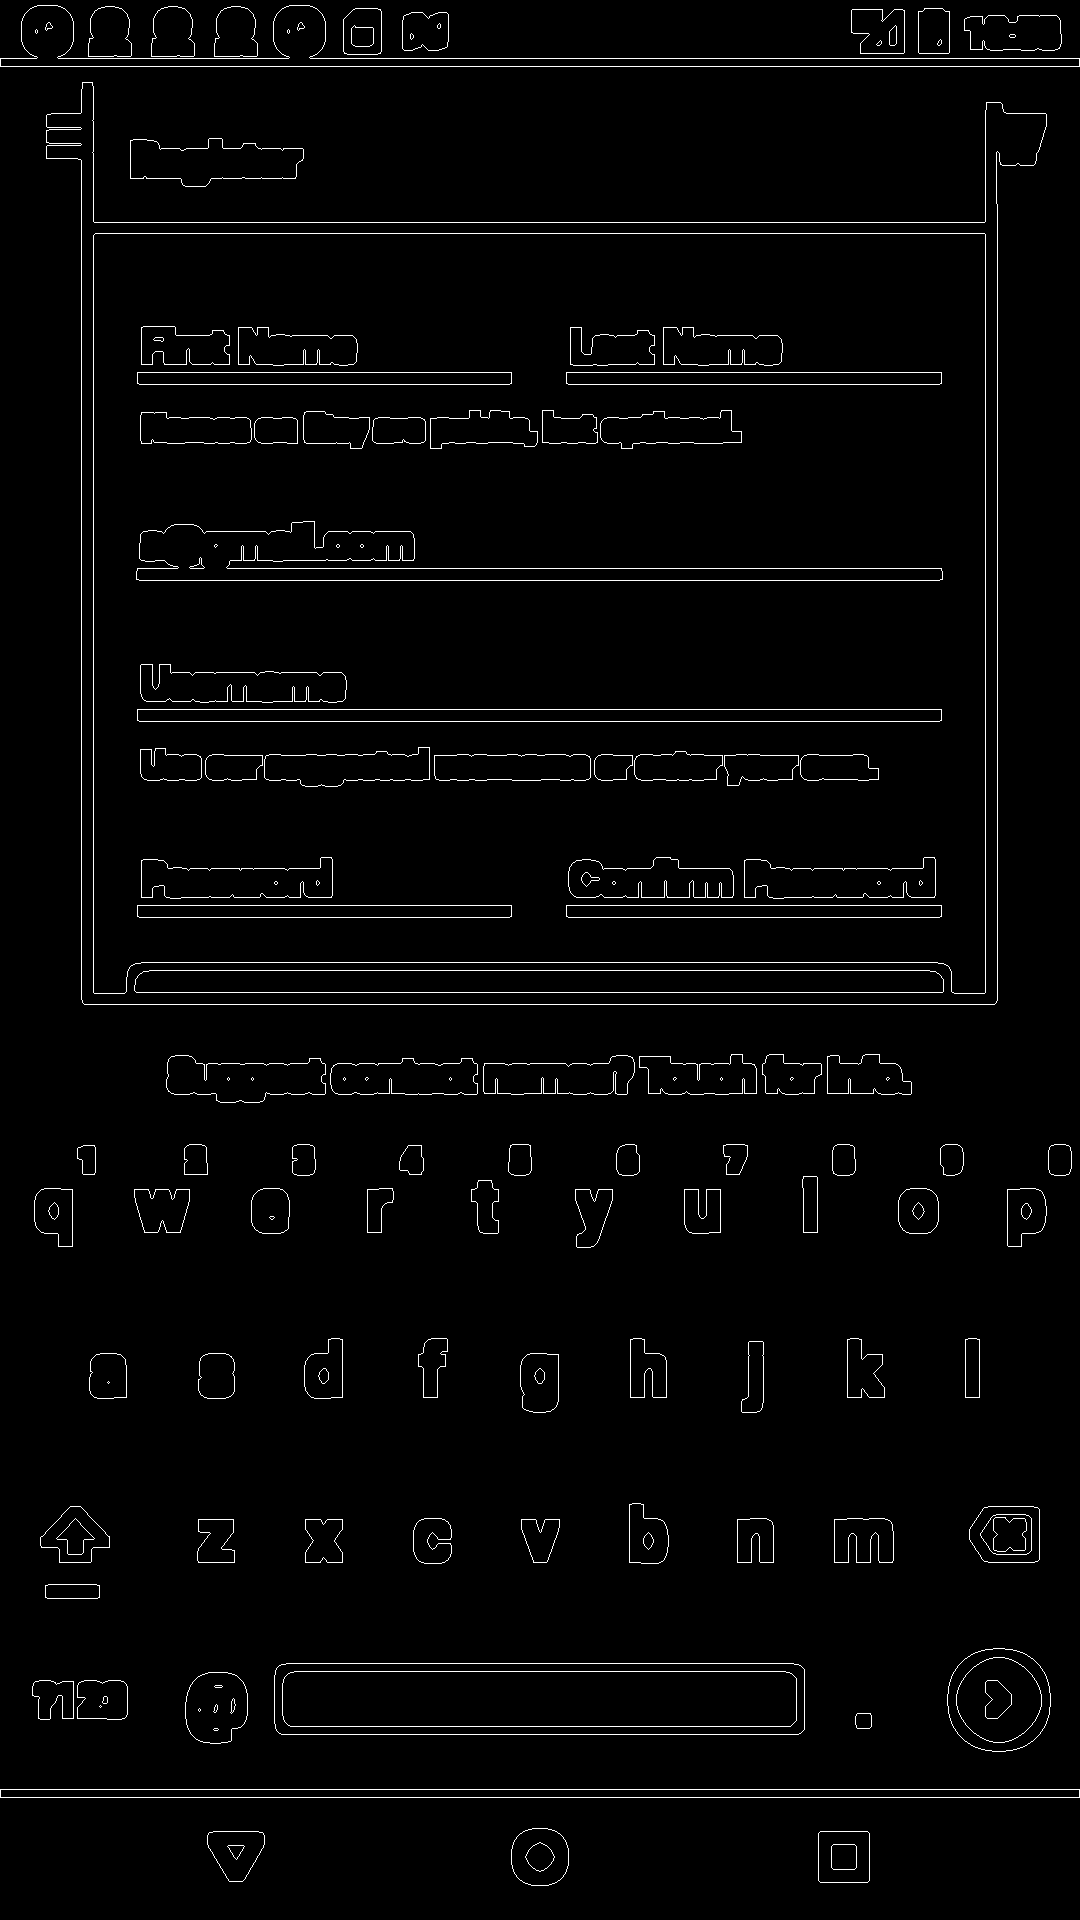 Register
First Name Last Name
Names on Etsy are public, but optional.
@gmail.com
Username
Use our suggested username or enter your own.
Password Confirm Password
Suggest contact names? Touch for info.
1 2 3 4 5 6 7 8 9 0
q w e r t y u i o p
a s d f g h j k l
z x c v b n m
?123 @ .